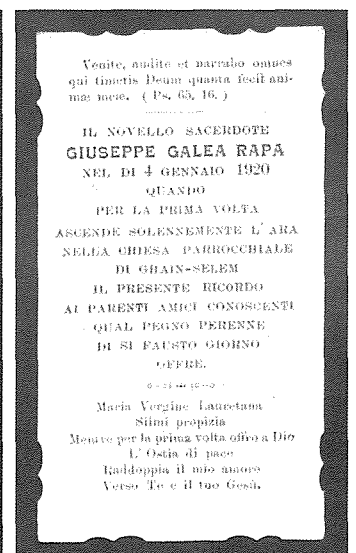 Venite, audite et narrabo omnes
qui timetis Deum quanta fecit ani-
mæ meæ. ( Ps. 65, 16. )
IL NOVELLO SACERDOTE
GIUSEPPE GALEA RAPA
NEL DI 4 GENNAIO 1920
QUANDO
PER LA PRIMA VOLTA
ASCENDE SOLENNEMENTE L'ARA
NELLA CHIESA PARROCCHIALE
DI GHAIN-SELEM
IL PRESENTE RICORDO
AI PARENTI AMICI CONOSCENTI
QUAL PEGNO PERENNE
DI SI FAUSTO GIORNO
OFFRE.
Maria Vergine Lauretana
Siimi propizia
Mentre per la prima volta offro a Dio
L'Ostia di pace
Raddoppia il mio amore
Verso Te e il tuo Gesù.